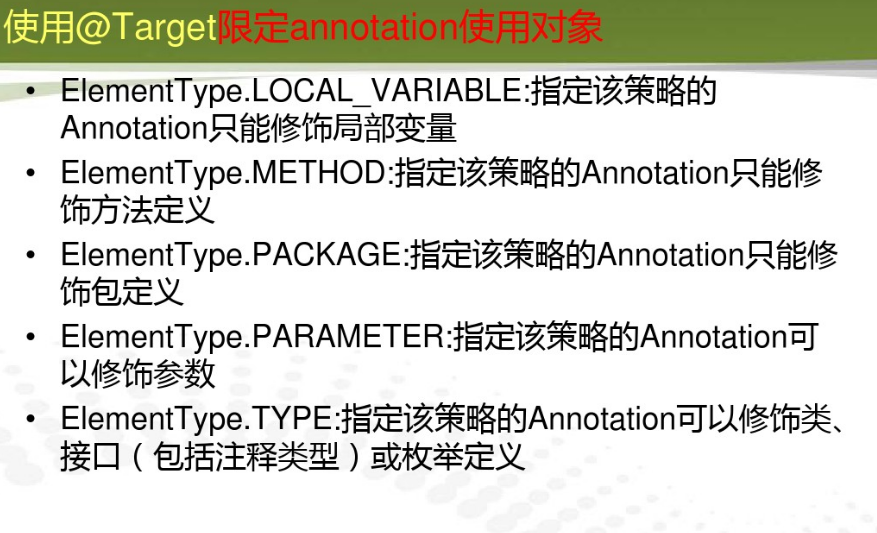 使用@Target限定annotation使用对象
• ElementType.LOCAL_VARIABLE:指定该策略的
Annotation只能修饰局部变量
• ElementType.METHOD:指定该策略的Annotation只能修
饰方法定义
• ElementType.PACKAGE:指定该策略的Annotation只能修
饰包定义
• ElementType.PARAMETER:指定该策略的Annotation可
以修饰参数
• ElementType.TYPE:指定该策略的Annotation可以修饰类、
接口（包括注释类型）或枚举定义